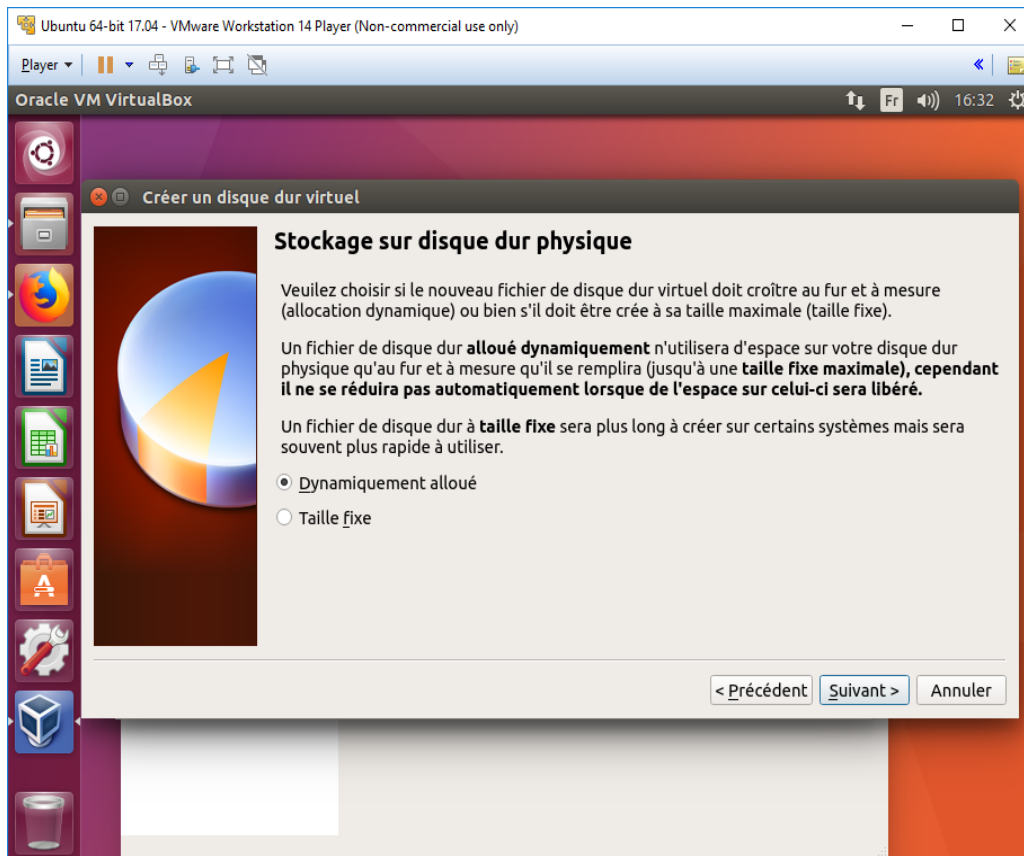 Ubuntu 64-bit 17.04 - VMware Workstation 14 Player (Non-commercial use only)
Player
Oracle VM VirtualBox
Fr
16:32
Créer un disque dur virtuel
Stockage sur disque dur physique
Veuilez choisir si le nouveau fichier de disque dur virtuel doit croître au fur et à mesure
(allocation dynamique) ou bien s'il doit être crée à sa taille maximale (taille fixe).
Un fichier de disque dur alloué dynamiquement n'utilisera d'espace sur votre disque dur
physique qu'au fur et à mesure qu'il se remplira (jusqu'à une taille fixe maximale), cependant
il ne se réduira pas automatiquement lorsque de l'espace sur celui-ci sera libéré.
Un fichier de disque dur à taille fixe sera plus long à créer sur certains systèmes mais sera
souvent plus rapide à utiliser.
Dynamiquement alloué
Taille fixe
< Précédent
Suivant >
Annuler